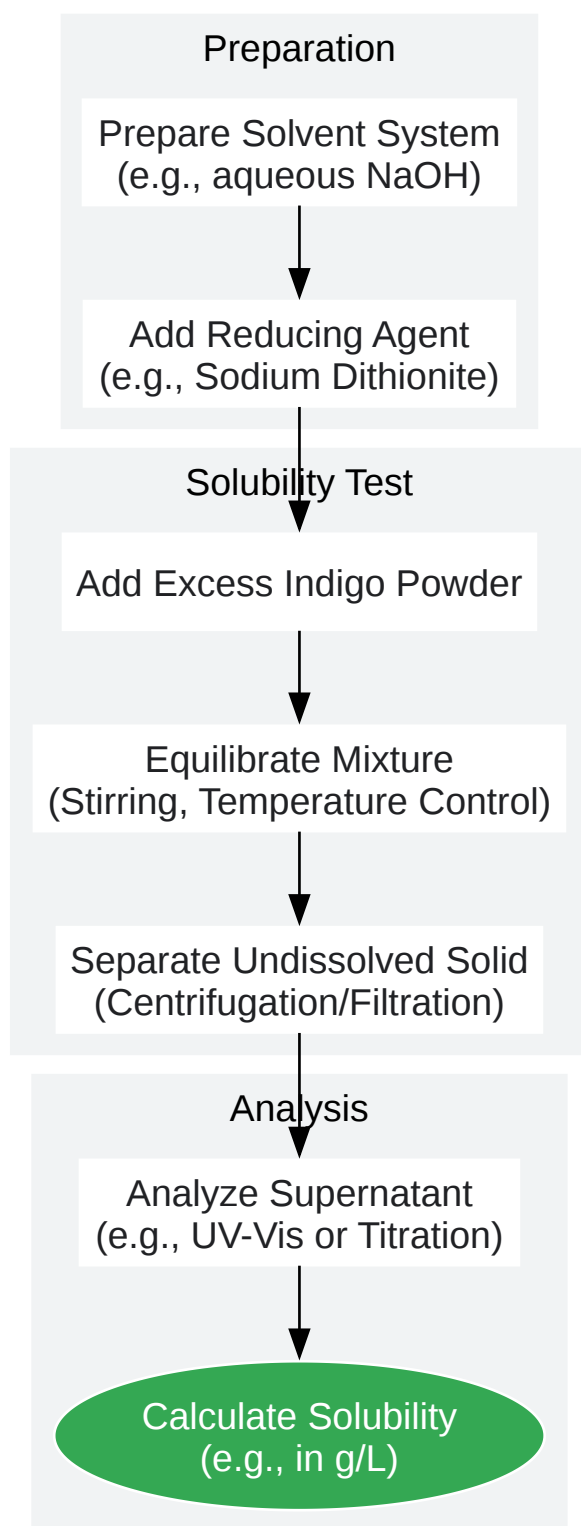 Preparation
Prepare Solvent System
(e.g., aqueous NaOH)
Add Reducing Agent
(e.g., Sodium Dithionite)
Solubility Test
Add Excess Indigo Powder
Equilibrate Mixture
(Stirring, Temperature Control)
Separate Undissolved Solid
(Centrifugation/Filtration)
Analysis
Analyze Supernatant
(e.g., UV-Vis or Titration)
Calculate Solubility
(e.g., in g/L)